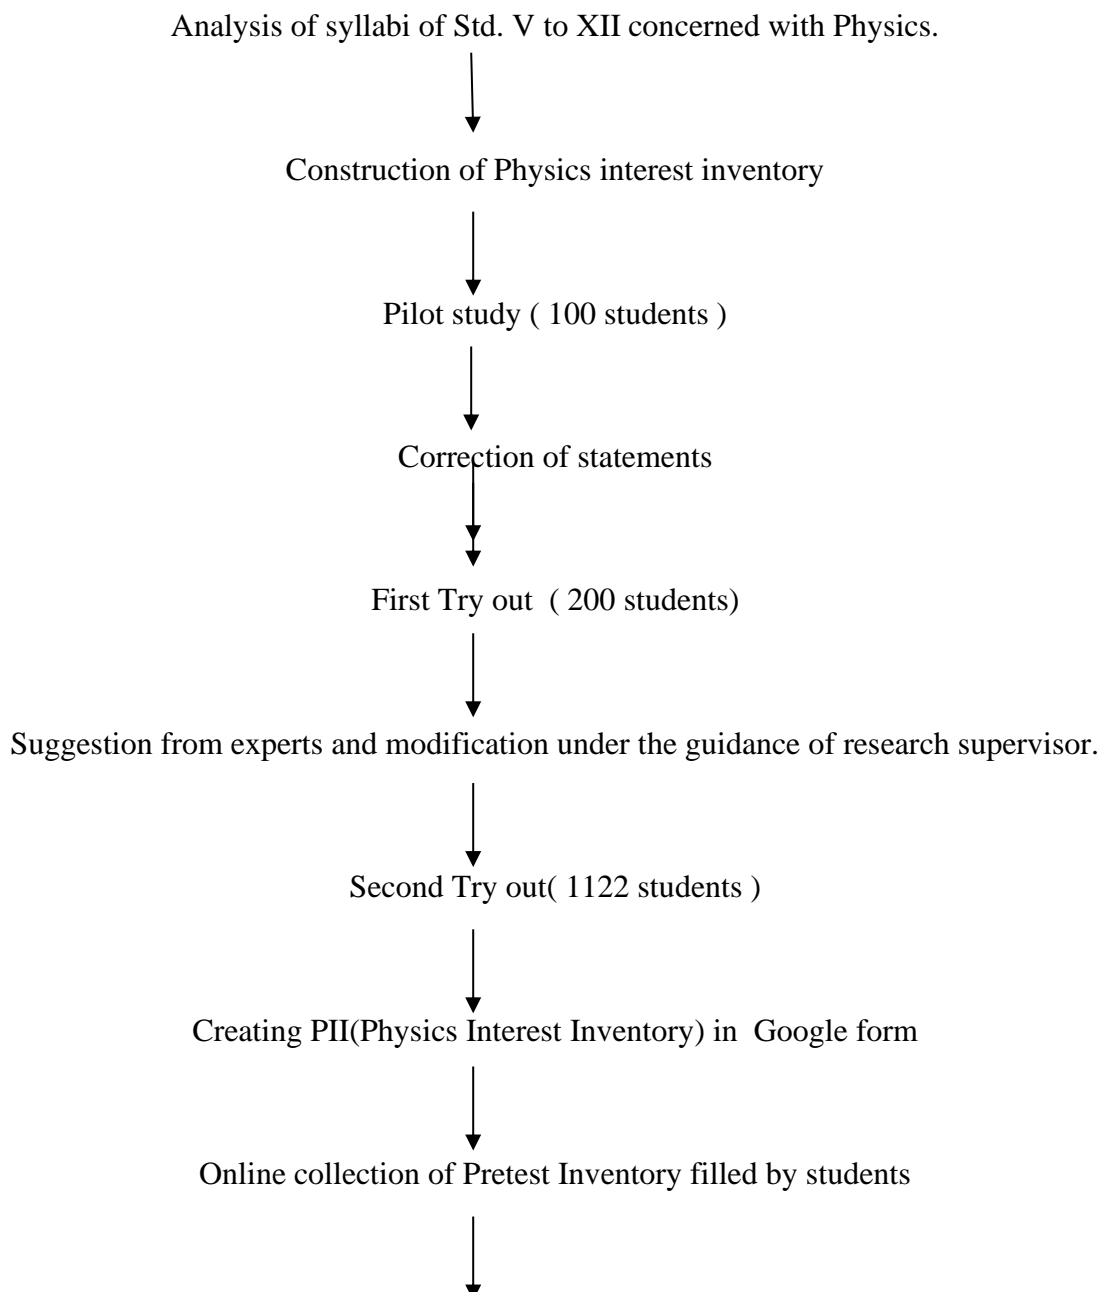 Analysis of syllabi of Std. V to XII concerned with Physics.
Construction of Physics interest inventory
Pilot study ( 100 students )
Correction of statements
First Try out ( 200 students)
Suggestion from experts and modification under the guidance of research supervisor.
Second Try out( 1122 students )
Creating PII(Physics Interest Inventory) in Google form
Online collection of Pretest Inventory filled by students